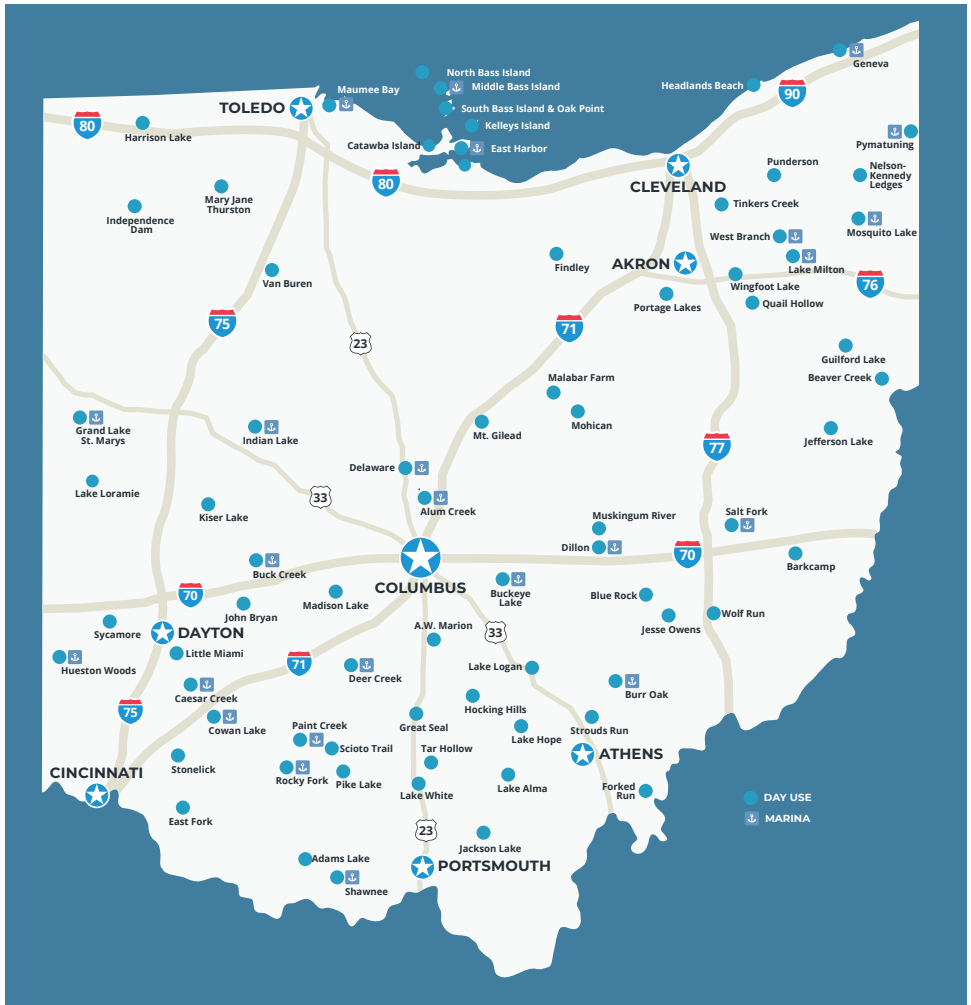 Geneva
North Bass Island
Middle Bass Island
Headlands Beach
90
Maumee Bay
TOLEDO
South Bass Island & Oak Point
80
Kelleys Island
Harrison Lake
Catawba Island
East Harbor
Pymatuning
80
CLEVELAND
Punderson
Nelson-
Kennedy
Ledges
Mary Jane
Thurston
Independence
Dam
Tinkers Creek
Mosquito Lake
West Branch
Findley
AKRON
Lake Milton
Van Buren
Wingfoot Lake
76
Portage Lakes
Quail Hollow
75
71
23
Guilford Lake
Beaver Creek
Malabar Farm
Mohican
Grand Lake
St. Marys
Indian Lake
Mt. Gilead
Jefferson Lake
77
Delaware
Lake Loramie
33
Alum Creek
Kiser Lake
Muskingum River
Salt Fork
Dillon
70
Barkcamp
Buck Creek
COLUMBUS
Buckeye
Lake
70
Madison Lake
Blue Rock
John Bryan
Wolf Run
Sycamore
DAYTON
A.W. Marion
33
Jesse Owens
Little Miami
71
Hueston Woods
Deer Creek
Lake Logan
Caesar Creek
Burr Oak
75
Hocking Hills
Cowan Lake
Paint Creek
Great Seal
Lake Hope
Strouds Run
Scioto Trail
Tar Hollow
ATHENS
Stonelick
CINCINNATI
Rocky Fork
Pike Lake
Lake White
Lake Alma
Forked
Run
DAY USE
MARINA
East Fork
23
Jackson Lake
Adams Lake
PORTSMOUTH
Shawnee